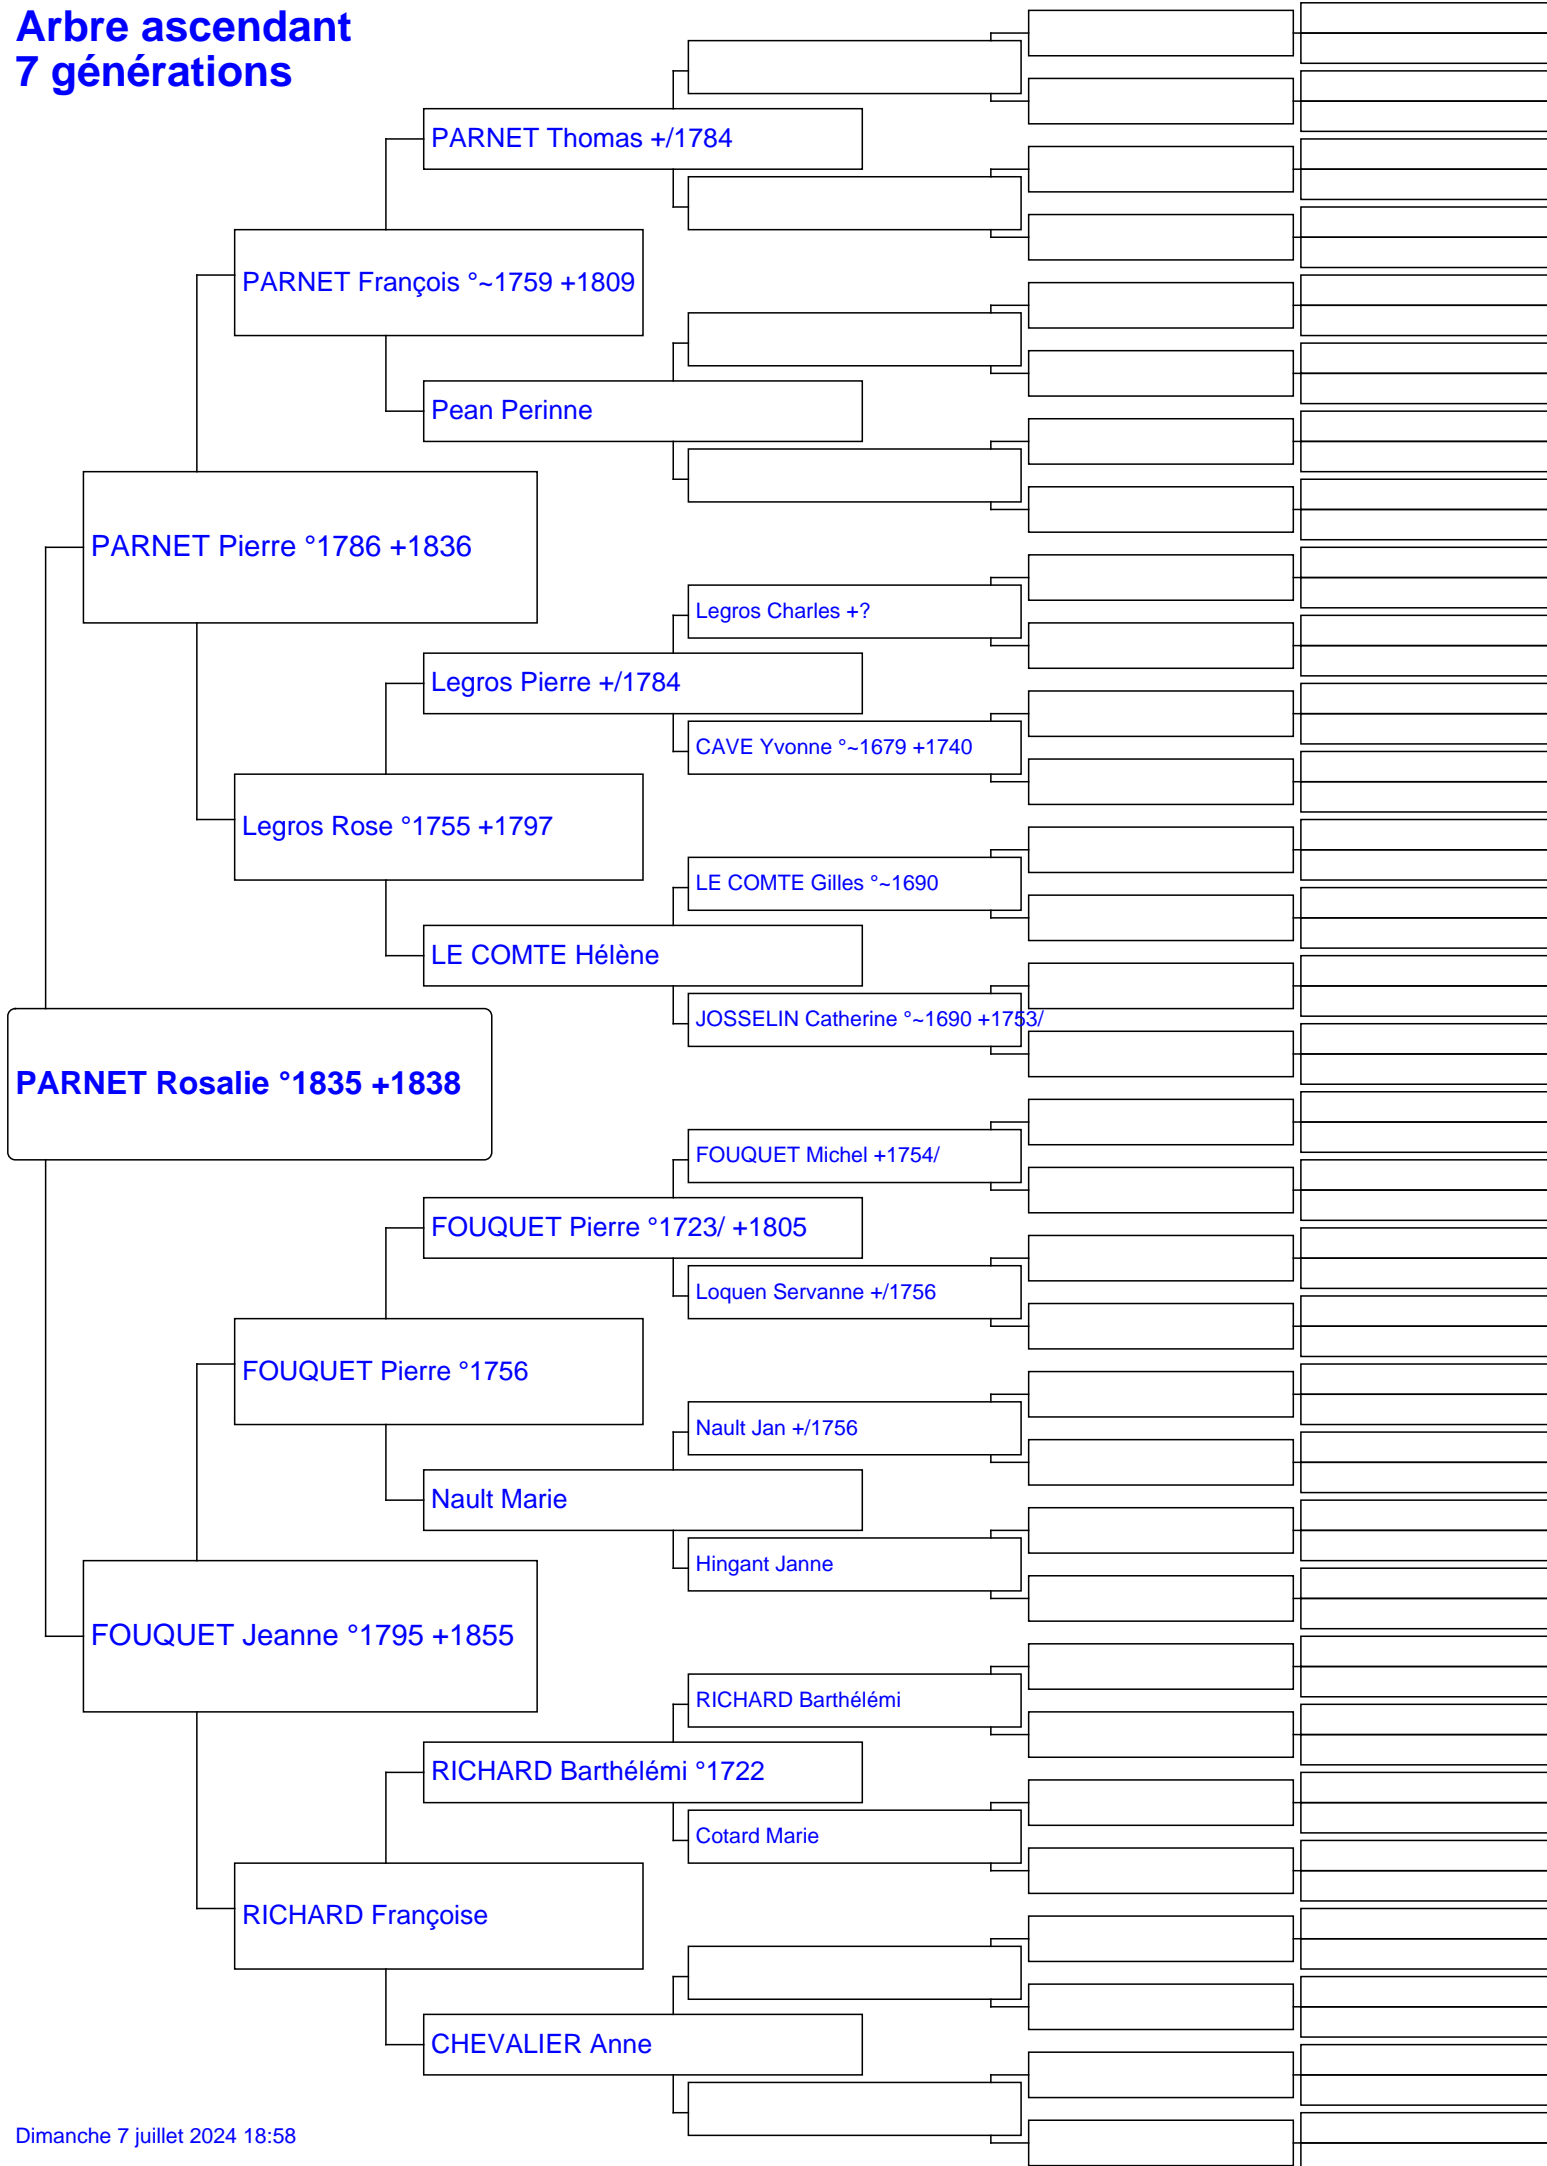 Arbre ascendant
7 générations
PARNET Thomas +/1784
PARNET François °~1759 +1809
Pean Perinne
PARNET Pierre °1786 +1836
Legros Charles +?
Legros Pierre +/1784
CAVE Yvonne °~1679 +1740
Legros Rose °1755 +1797
LE COMTE Gilles °~1690
LE COMTE Hélène
JOSSELIN Catherine °~1690 +1753/
PARNET Rosalie °1835 +1838
FOUQUET Michel +1754/
FOUQUET Pierre °1723/ +1805
Loquen Servanne +/1756
FOUQUET Pierre °1756
Nault Jan +/1756
Nault Marie
Hingant Janne
FOUQUET Jeanne °1795 +1855
RICHARD Barthélémi
RICHARD Barthélémi °1722
Cotard Marie
RICHARD Françoise
CHEVALIER Anne
Dimanche 7 juillet 2024 18:58